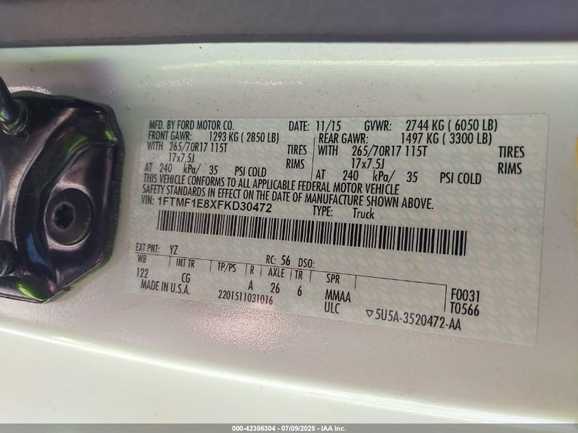 MFD. BY FORD MOTOR CO. DATE: 11/15 GVWR: 2744 KG ( 6050 LB)
FRONT GAWR: 1293 KG ( 2850 LB) REAR GAWR: 1497 KG ( 3300 LB)
WITH 265/70R17 115T TIRES WITH 265/70R17 115T TIRES
17x7.5J RIMS 17x7.5J RIMS
AT 240 kPa/ 35 PSI COLD AT 240 kPa/ 35 PSI COLD
THIS VEHICLE CONFORMS TO ALL APPLICABLE FEDERAL MOTOR VEHICLE
SAFETY STANDARDS IN EFFECT ON THE DATE OF MANUFACTURE SHOWN ABOVE.
VIN: 1FTMF1E8XFKD30472
TYPE: Truck
EXT PNT: YZ RC: 56 DSO:
WB INT TR TP/PS R AXLE TR SPR
122 CG A 26 6 MMAA F0031
MADE IN U.S.A. 2201511031016 ULC T0566
▽5U5A-3520472-AA
000-42396304 / 07/09/2025 - IAA Inc.